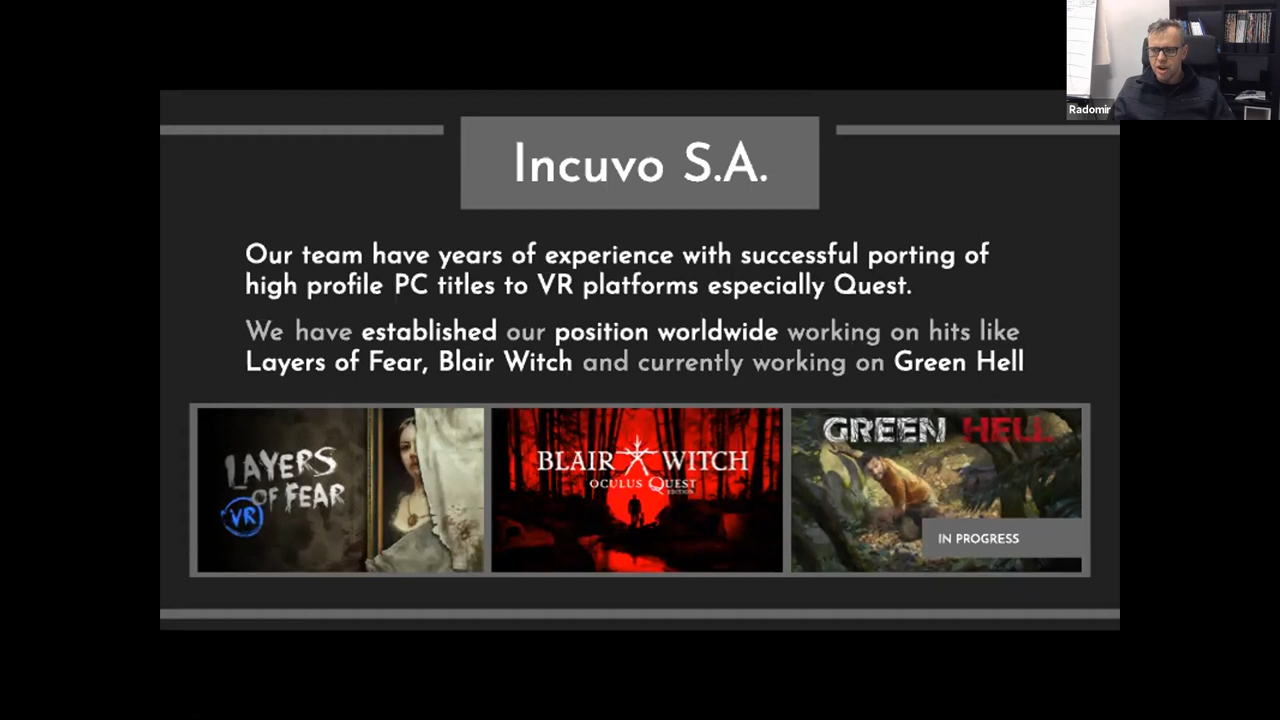 Radomir
Incuvo S.A.
Our team have years of experience with successful porting of
high profile PC titles to VR platforms especially Quest.
We have established our position worldwide working on hits like
Layers of Fear, Blair Witch and currently working on Green Hell
LAYERS
OF FEAR
VR
BLAIR WITCH
OCULUS QUEST
EDITION
GREEN HELL
IN PROGRESS